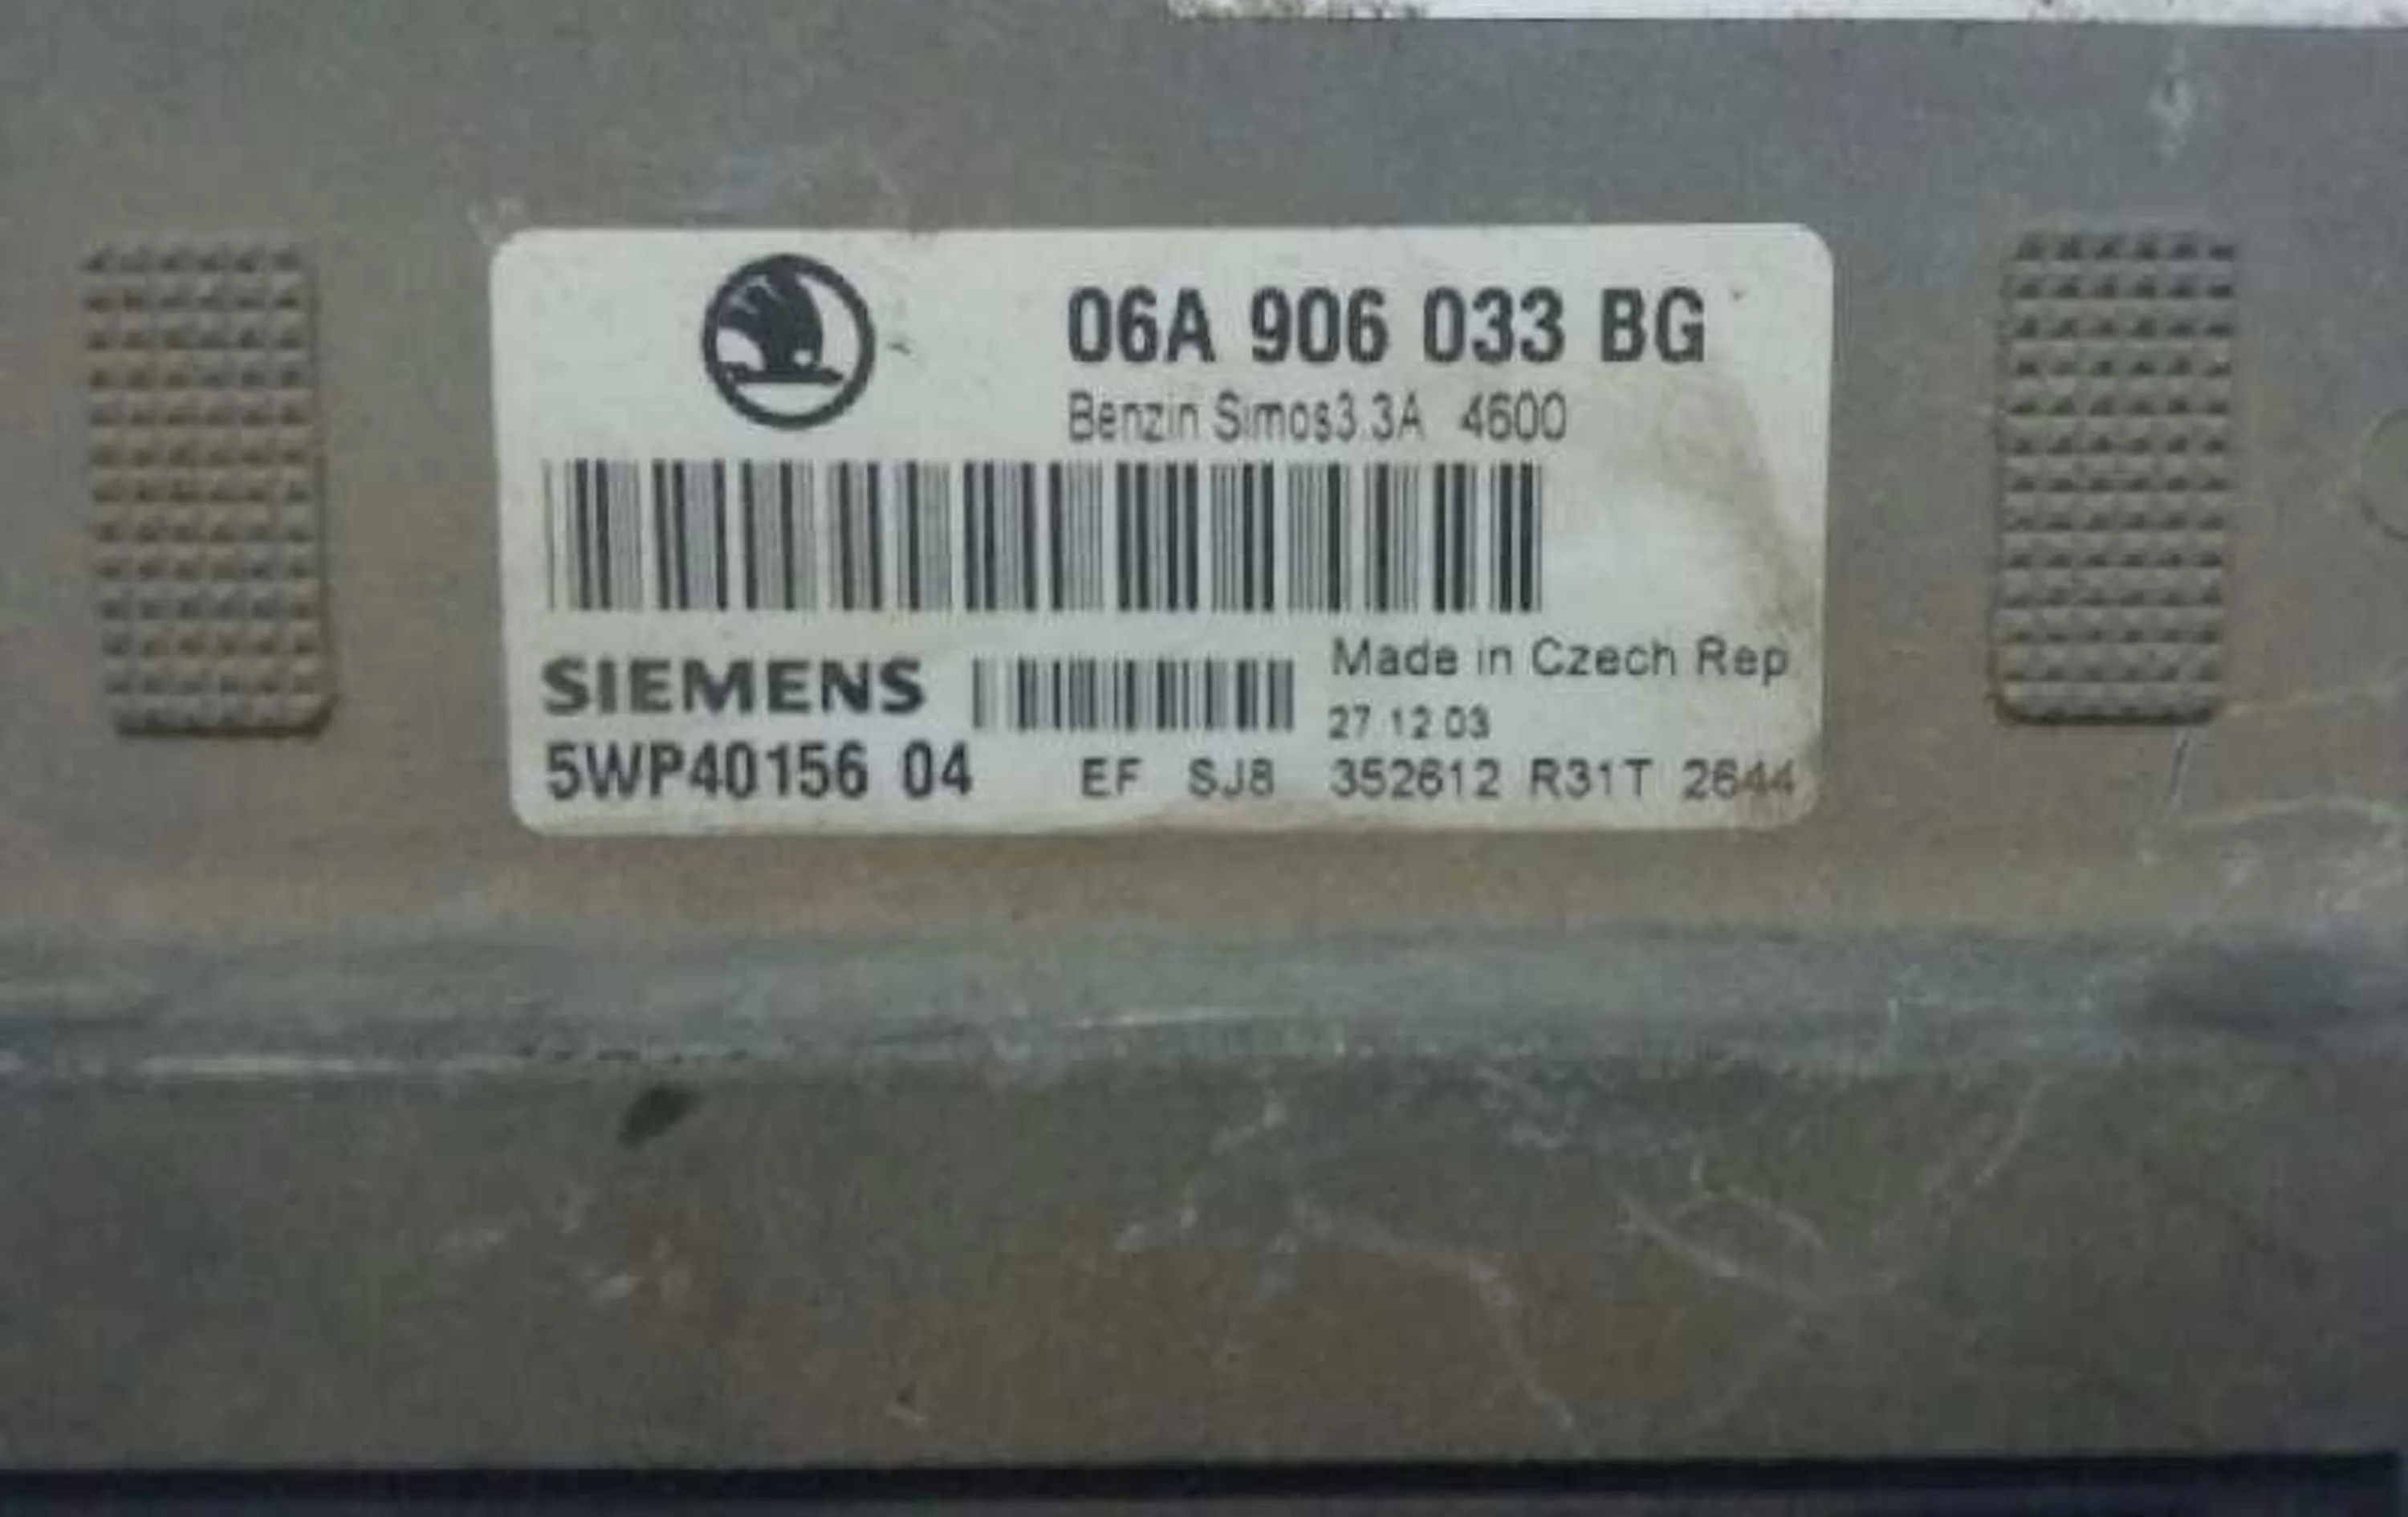 06A 906 033 BG
Benzin Simos3.3A 4600
SIEMENS
Made in Czech Rep
27 12 03
5WP40156 04 EF SJ8 352612 R31T 2644